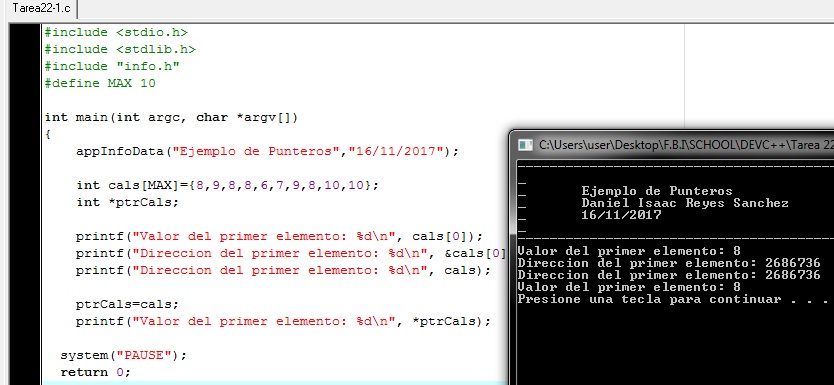 Tarea22-1.c
#include <stdio.h>
#include <stdlib.h>
#include "info.h"
#define MAX 10
int main(int argc, char *argv[])
{
appInfoData("Ejemplo de Punteros","16/11/2017");
int cals[MAX]={8,9,8,8,6,7,9,8,10,10};
int *ptrCals;
printf("Valor del primer elemento: %d\n", cals[0]);
printf("Direccion del primer elemento: %d\n", &cals[0]
printf("Direccion del primer elemento: %d\n", cals);
ptrCals=cals;
printf("Valor del primer elemento: %d\n", *ptrCals);
system("PAUSE");
return 0;
C:\Users\user\Desktop\F.B.I\SCHOOL\DEVC++\Tarea 22
Ejemplo de Punteros
Daniel Isaac Reyes Sanchez
16/11/2017
Valor del primer elemento: 8
Direccion del primer elemento: 2686736
Direccion del primer elemento: 2686736
Valor del primer elemento: 8
Presione una tecla para continuar . . .